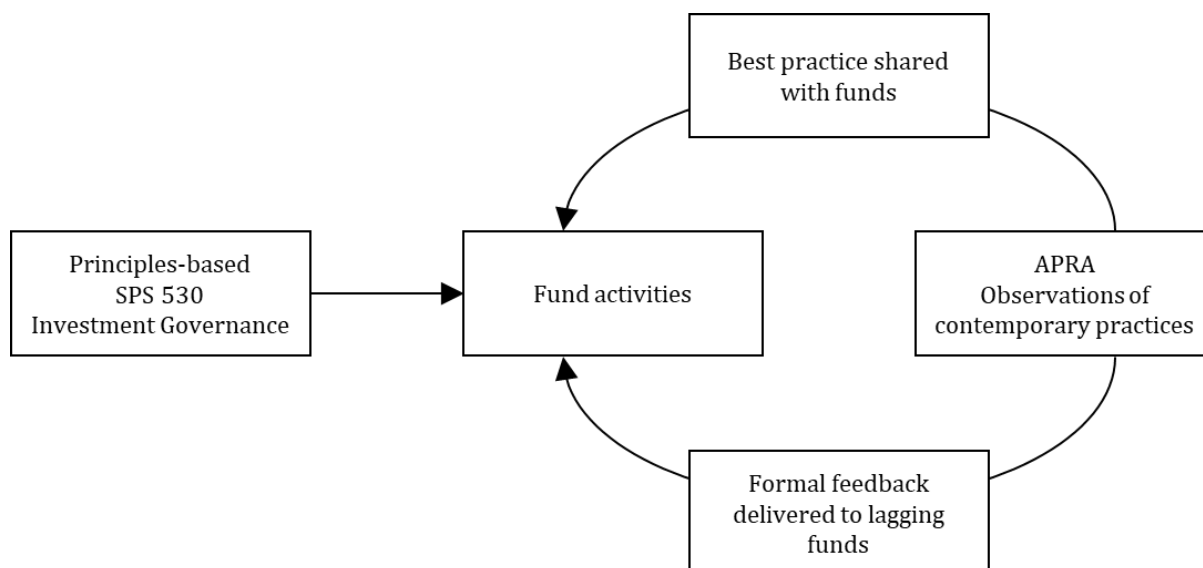 Best practice shared
with funds
Principles-based
SPS 530
Investment Governance
Fund activities
APRA
Observations of
contemporary practices
Formal feedback
delivered to lagging
funds